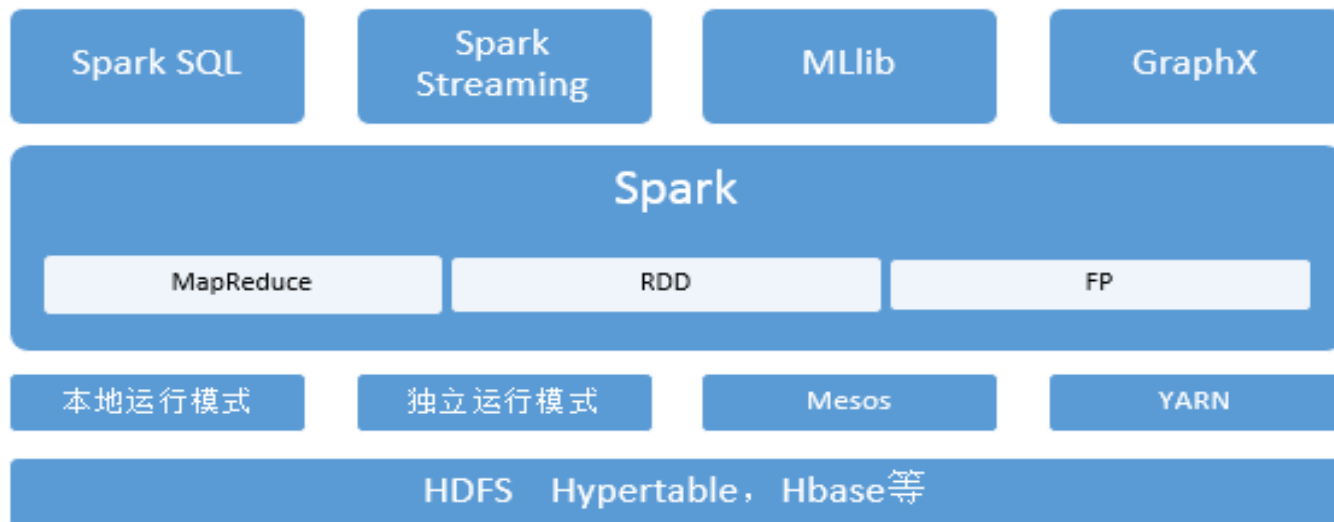 Spark SQL
Spark
Streaming
MLlib
GraphX
Spark
MapReduce
RDD
FP
本地运行模式
独立运行模式
Mesos
YARN
HDFS Hypertable，Hbase等